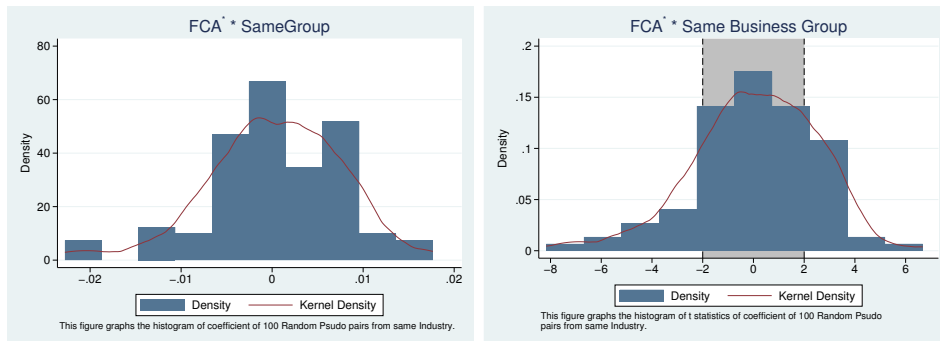 FCA* * SameGroup
80
60
40
20
0
Density
−.02
−.01
0
.01
.02
Density
Kernel Density
This figure graphs the histogram of coefficient of 100 Random Psudo pairs from same Industry.
FCA* * Same Business Group
.2
.15
.1
.05
0
Density
−8
−6
−4
−2
0
2
4
6
Density
Kernel Density
This figure graphs the histogram of t statistics of coefficient of 100 Random Psudo
pairs from same Industry.